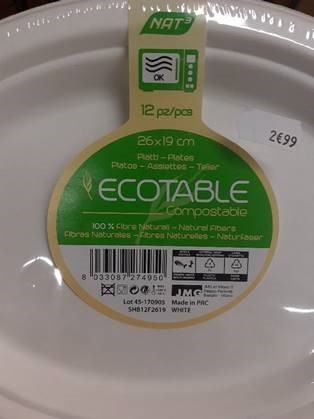 NAT³
OK
12 pz/pcs
2€99
26x19 cm
Piatti - Plates
Platos - Assiettes - Teller
ECOTABLE
Compostable
100 % Fibre Naturali - Natural Fibers
Fibras Naturales - Fibres Naturelles - Naturfaser
8 033087 274950
JMG
Lot 45-170905 Made in PRC
SHB12F2619 WHITE